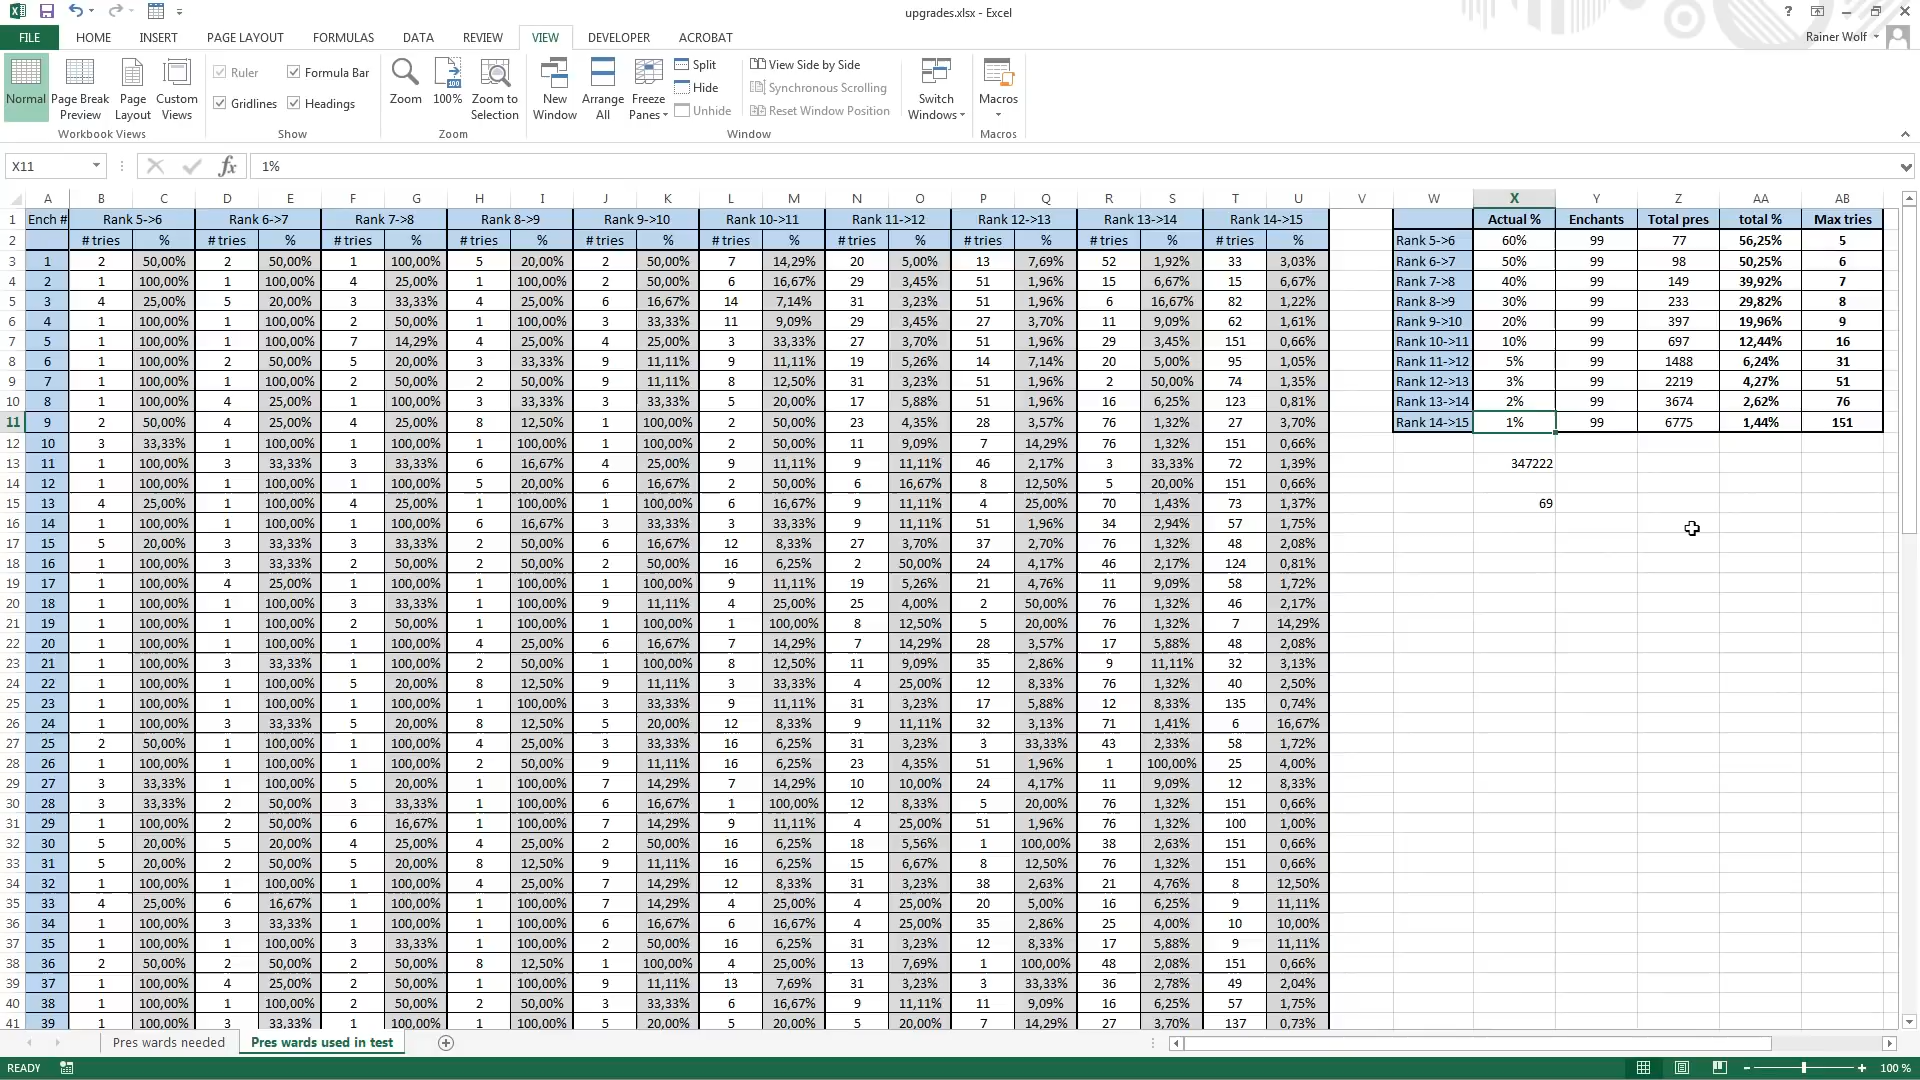 upgrades.xlsx - Excel
FILE HOME INSERT PAGE LAYOUT FORMULAS DATA REVIEW VIEW DEVELOPER ACROBAT Rainer Wolf
Normal Page Break Preview Page Layout Custom Views
Workbook Views
Ruler Formula Bar
Gridlines Headings
Show
Zoom 100% Zoom to Selection
Zoom
New Window Arrange All Freeze Panes
Split
Hide
Unhide
View Side by Side
Synchronous Scrolling
Reset Window Position
Switch Windows
Window
Macros
Macros
X11 fx 1%
A B C D E F G H I J K L M N O P Q R S T U V W X Y Z AA AB
1 Ench # Rank 5->6 Rank 6->7 Rank 7->8 Rank 8->9 Rank 9->10 Rank 10->11 Rank 11->12 Rank 12->13 Rank 13->14 Rank 14->15 Actual % Enchants Total pres total % Max tries
2 # tries % # tries % # tries % # tries % # tries % # tries % # tries % # tries % # tries % # tries % Rank 5->6 60% 99 77 56,25% 5
3 1 2 50,00% 2 50,00% 1 100,00% 5 20,00% 2 50,00% 7 14,29% 20 5,00% 13 7,69% 52 1,92% 33 3,03% Rank 6->7 50% 99 98 50,25% 6
4 2 1 100,00% 1 100,00% 4 25,00% 1 100,00% 2 50,00% 6 16,67% 29 3,45% 51 1,96% 15 6,67% 15 6,67% Rank 7->8 40% 99 149 39,92% 7
5 3 4 25,00% 5 20,00% 3 33,33% 4 25,00% 6 16,67% 14 7,14% 31 3,23% 51 1,96% 6 16,67% 82 1,22% Rank 8->9 30% 99 233 29,82% 8
6 4 1 100,00% 1 100,00% 2 50,00% 1 100,00% 3 33,33% 11 9,09% 29 3,45% 27 3,70% 11 9,09% 62 1,61% Rank 9->10 20% 99 397 19,96% 9
7 5 1 100,00% 1 100,00% 7 14,29% 4 25,00% 4 25,00% 3 33,33% 27 3,70% 51 1,96% 29 3,45% 151 0,66% Rank 10->11 10% 99 697 12,44% 16
8 6 1 100,00% 2 50,00% 5 20,00% 3 33,33% 9 11,11% 9 11,11% 19 5,26% 14 7,14% 20 5,00% 95 1,05% Rank 11->12 5% 99 1488 6,24% 31
9 7 1 100,00% 1 100,00% 2 50,00% 2 50,00% 9 11,11% 8 12,50% 31 3,23% 51 1,96% 2 50,00% 74 1,35% Rank 12->13 3% 99 2219 4,27% 51
10 8 1 100,00% 4 25,00% 1 100,00% 3 33,33% 3 33,33% 5 20,00% 17 5,88% 51 1,96% 16 6,25% 123 0,81% Rank 13->14 2% 99 3674 2,62% 76
11 9 2 50,00% 4 25,00% 4 25,00% 8 12,50% 1 100,00% 2 50,00% 23 4,35% 28 3,57% 76 1,32% 27 3,70% Rank 14->15 1% 99 6775 1,44% 151
12 10 3 33,33% 1 100,00% 1 100,00% 1 100,00% 1 100,00% 2 50,00% 11 9,09% 7 14,29% 76 1,32% 151 0,66%
13 11 1 100,00% 3 33,33% 3 33,33% 6 16,67% 4 25,00% 9 11,11% 9 11,11% 46 2,17% 3 33,33% 72 1,39% 347222
14 12 1 100,00% 1 100,00% 1 100,00% 5 20,00% 6 16,67% 2 50,00% 6 16,67% 8 12,50% 5 20,00% 151 0,66%
15 13 4 25,00% 1 100,00% 4 25,00% 1 100,00% 1 100,00% 6 16,67% 9 11,11% 4 25,00% 70 1,43% 73 1,37% 69
16 14 1 100,00% 1 100,00% 1 100,00% 6 16,67% 3 33,33% 3 33,33% 9 11,11% 51 1,96% 34 2,94% 57 1,75%
17 15 5 20,00% 3 33,33% 3 33,33% 2 50,00% 6 16,67% 12 8,33% 27 3,70% 37 2,70% 76 1,32% 48 2,08%
18 16 1 100,00% 3 33,33% 2 50,00% 2 50,00% 2 50,00% 16 6,25% 2 50,00% 24 4,17% 46 2,17% 124 0,81%
19 17 1 100,00% 4 25,00% 1 100,00% 1 100,00% 1 100,00% 9 11,11% 19 5,26% 21 4,76% 11 9,09% 58 1,72%
20 18 1 100,00% 1 100,00% 3 33,33% 1 100,00% 9 11,11% 4 25,00% 25 4,00% 2 50,00% 76 1,32% 46 2,17%
21 19 1 100,00% 1 100,00% 2 50,00% 1 100,00% 1 100,00% 1 100,00% 8 12,50% 5 20,00% 76 1,32% 7 14,29%
22 20 1 100,00% 1 100,00% 1 100,00% 4 25,00% 6 16,67% 7 14,29% 7 14,29% 28 3,57% 17 5,88% 48 2,08%
23 21 1 100,00% 3 33,33% 1 100,00% 2 50,00% 1 100,00% 8 12,50% 11 9,09% 35 2,86% 9 11,11% 32 3,13%
24 22 1 100,00% 1 100,00% 5 20,00% 8 12,50% 9 11,11% 3 33,33% 4 25,00% 12 8,33% 76 1,32% 40 2,50%
25 23 1 100,00% 1 100,00% 1 100,00% 1 100,00% 3 33,33% 9 11,11% 31 3,23% 17 5,88% 12 8,33% 135 0,74%
26 24 1 100,00% 3 33,33% 5 20,00% 8 12,50% 5 20,00% 12 8,33% 9 11,11% 32 3,13% 71 1,41% 6 16,67%
27 25 2 50,00% 1 100,00% 1 100,00% 4 25,00% 3 33,33% 16 6,25% 31 3,23% 3 33,33% 43 2,33% 58 1,72%
28 26 1 100,00% 1 100,00% 1 100,00% 2 50,00% 9 11,11% 16 6,25% 23 4,35% 51 1,96% 1 100,00% 25 4,00%
29 27 3 33,33% 1 100,00% 5 20,00% 1 100,00% 7 14,29% 7 14,29% 10 10,00% 24 4,17% 11 9,09% 12 8,33%
30 28 3 33,33% 2 50,00% 3 33,33% 1 100,00% 6 16,67% 1 100,00% 12 8,33% 5 20,00% 76 1,32% 151 0,66%
31 29 1 100,00% 2 50,00% 6 16,67% 1 100,00% 7 14,29% 9 11,11% 4 25,00% 51 1,96% 76 1,32% 100 1,00%
32 30 5 20,00% 5 20,00% 4 25,00% 4 25,00% 2 50,00% 16 6,25% 18 5,56% 1 100,00% 38 2,63% 151 0,66%
33 31 5 20,00% 2 50,00% 5 20,00% 8 12,50% 9 11,11% 16 6,25% 15 6,67% 8 12,50% 76 1,32% 151 0,66%
34 32 1 100,00% 1 100,00% 1 100,00% 4 25,00% 7 14,29% 12 8,33% 31 3,23% 38 2,63% 21 4,76% 8 12,50%
35 33 4 25,00% 6 16,67% 1 100,00% 1 100,00% 7 14,29% 4 25,00% 4 25,00% 20 5,00% 16 6,25% 9 11,11%
36 34 1 100,00% 3 33,33% 1 100,00% 1 100,00% 6 16,67% 6 16,67% 4 25,00% 35 2,86% 25 4,00% 10 10,00%
37 35 1 100,00% 1 100,00% 3 33,33% 1 100,00% 2 50,00% 16 6,25% 31 3,23% 12 8,33% 17 5,88% 9 11,11%
38 36 2 50,00% 2 50,00% 2 50,00% 8 12,50% 1 100,00% 4 25,00% 13 7,69% 1 100,00% 48 2,08% 151 0,66%
39 37 1 100,00% 4 25,00% 2 50,00% 1 100,00% 9 11,11% 13 7,69% 31 3,23% 3 33,33% 36 2,78% 49 2,04%
40 38 1 100,00% 1 100,00% 2 50,00% 2 50,00% 3 33,33% 6 16,67% 9 11,11% 11 9,09% 16 6,25% 57 1,75%
41 39 1 100,00% 3 33,33% 1 100,00% 1 100,00% 5 20,00% 5 20,00% 5 20,00% 7 14,29% 27 3,70% 137 0,73%
Pres wards needed Pres wards used in test
READY 100 %